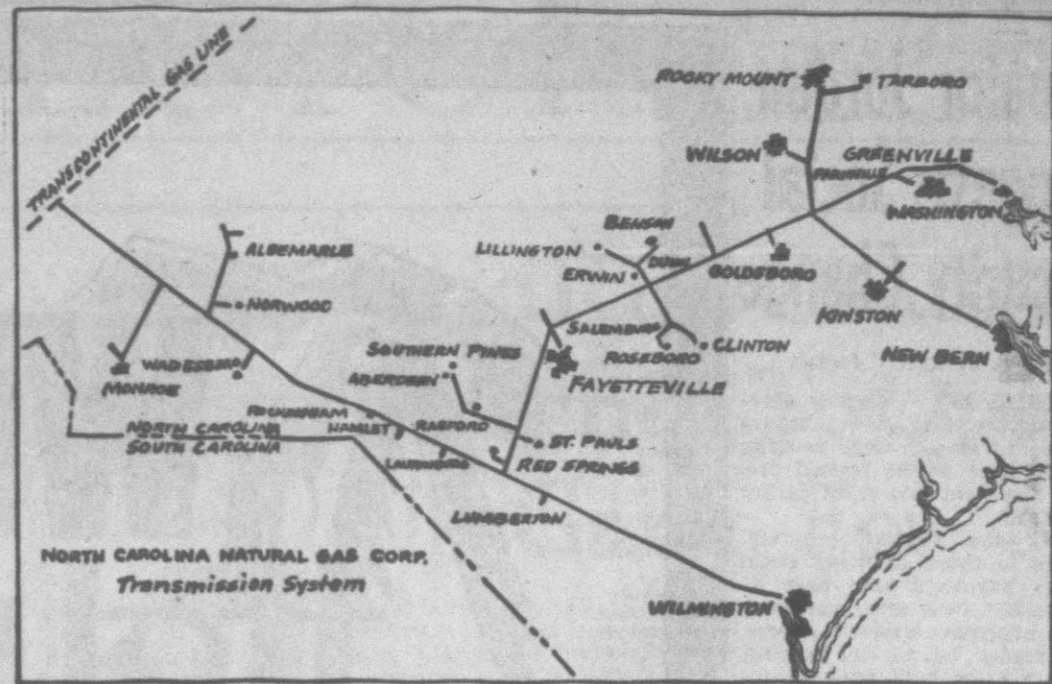 TRANSCONTINENTAL GAS LINE
ROCKY MOUNT
TARBORO
WILSON
GREENVILLE
FARMVILLE
WASHINGTON
BENSON
LILLINGTON
DUNN
ERWIN
GOLDSBORO
ALBEMARLE
NORWOOD
SALEMBURG
ROSEBORO
CLINTON
KINSTON
NEW BERN
SOUTHERN PINES
ABERDEEN
FAYETTEVILLE
WADESBORO
MONROE
ROCKINGHAM
HAMLET
RAEFORD
ST. PAULS
NORTH CAROLINA
SOUTH CAROLINA
LAURINBURG
RED SPRINGS
LUMBERTON
NORTH CAROLINA NATURAL GAS CORP.
Transmission System
WILMINGTON